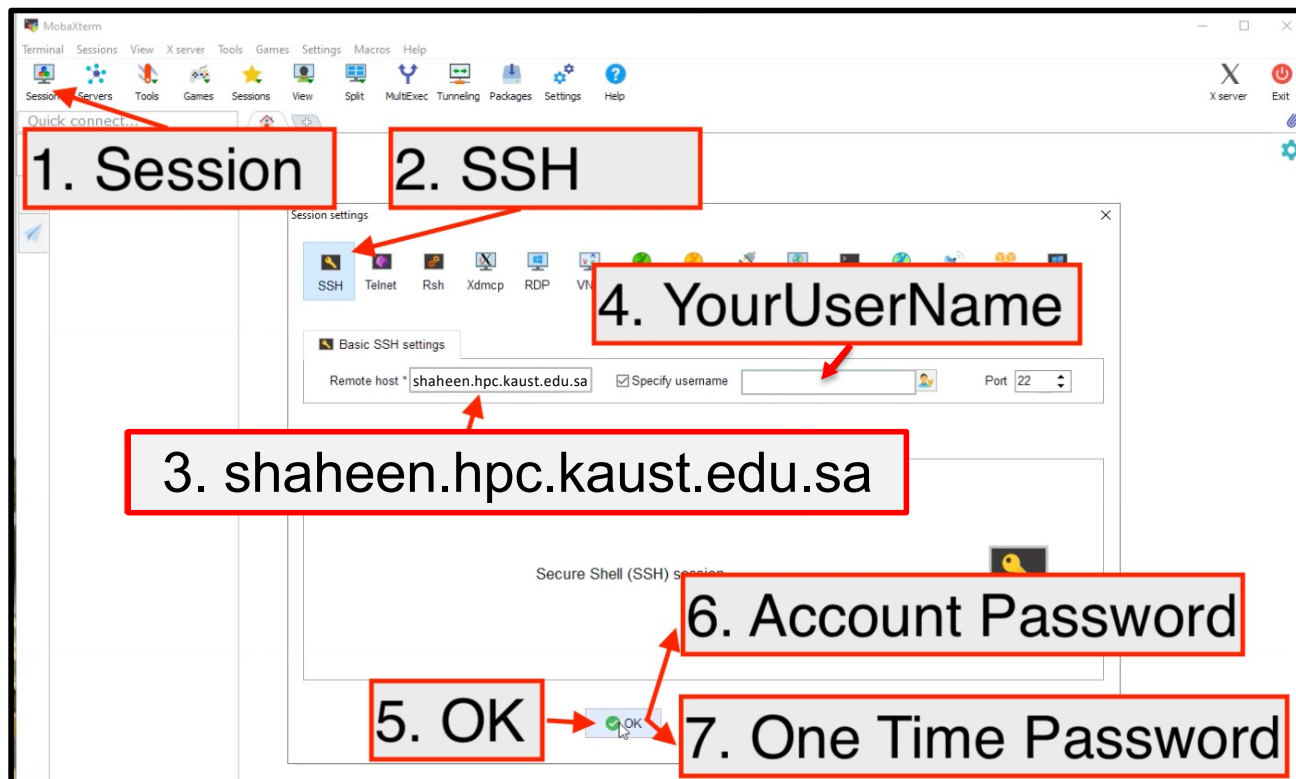 MobaXterm
Terminal Sessions View X server Tools Games Settings Macros Help
Session Servers Tools Games Sessions View Split MultiExec Tunneling Packages Settings Help X server Exit
Quick connect...
1. Session
2. SSH
Session settings
SSH Telnet Rsh Xdmcp RDP
4. YourUserName
Basic SSH settings
Remote host * shaheen.hpc.kaust.edu.sa Specify username Port 22
3. shaheen.hpc.kaust.edu.sa
Secure Shell (SSH) session
6. Account Password
5. OK
OK
7. One Time Password